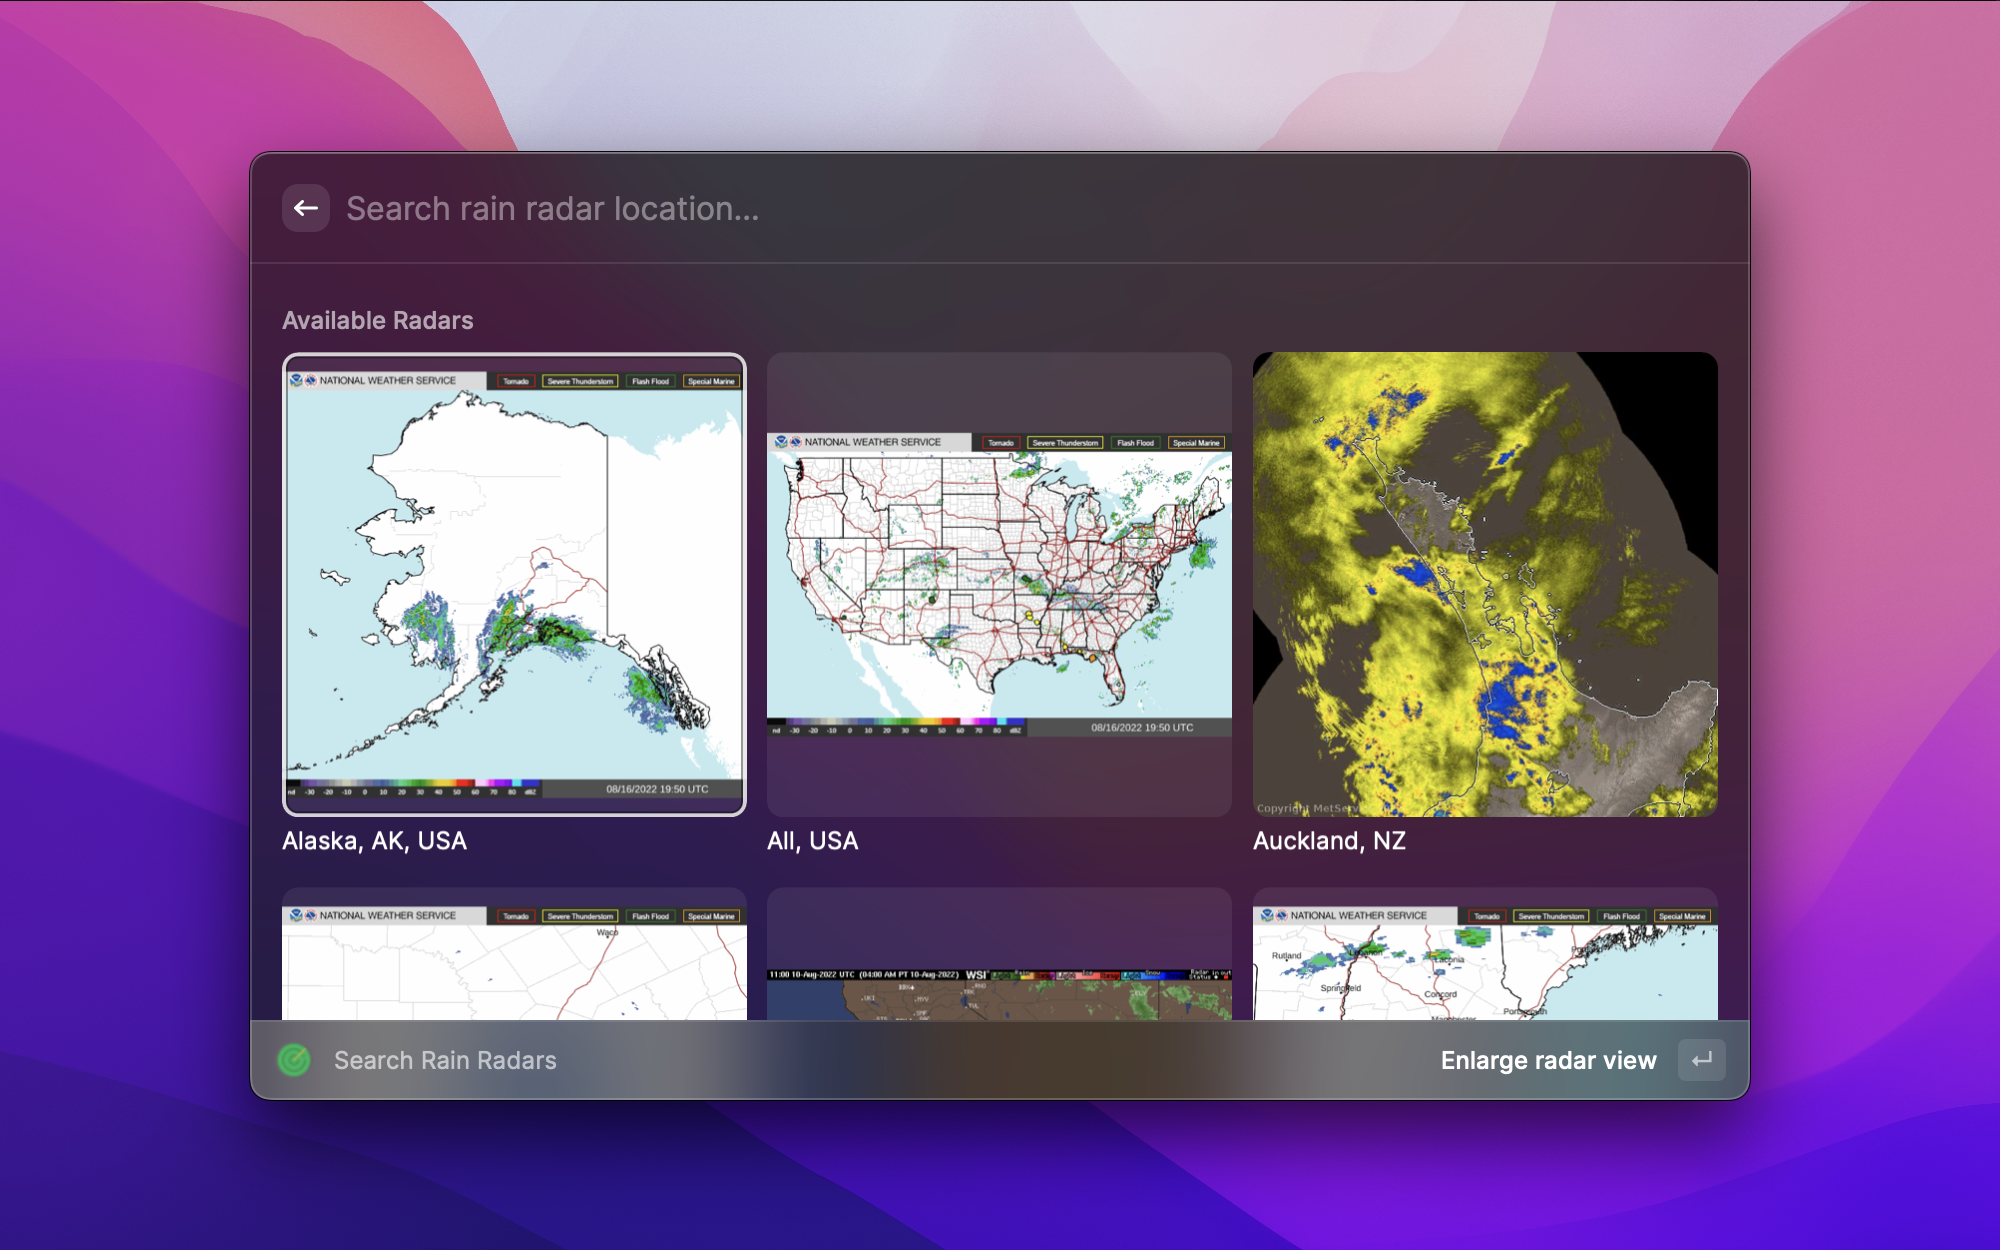 Search rain radar location...
Available Radars
NATIONAL WEATHER SERVICE Tornado Severe Thunderstorm Flash Flood Special Marine
nd -30 -20 -10 0 10 20 30 40 50 60 70 80 dBZ 08/16/2022 19:50 UTC
Alaska, AK, USA
NATIONAL WEATHER SERVICE Tornado Severe Thunderstorm Flash Flood Special Marine
nd -30 -20 -10 0 10 20 30 40 50 60 70 80 dBZ 08/16/2022 19:50 UTC
All, USA
Copyright MetServ
Auckland, NZ
NATIONAL WEATHER SERVICE Tornado Severe Thunderstorm Flash Flood Special Marine
Waco
11:00 10-Aug-2022 UTC (04:00 AM PT 10-Aug-2022) WSI
NATIONAL WEATHER SERVICE Tornado Severe Thunderstorm Flash Flood Special Marine
Rutland Lebanon Laconia
Springfield Concord
Manchester Portsmouth
Search Rain Radars
Enlarge radar view